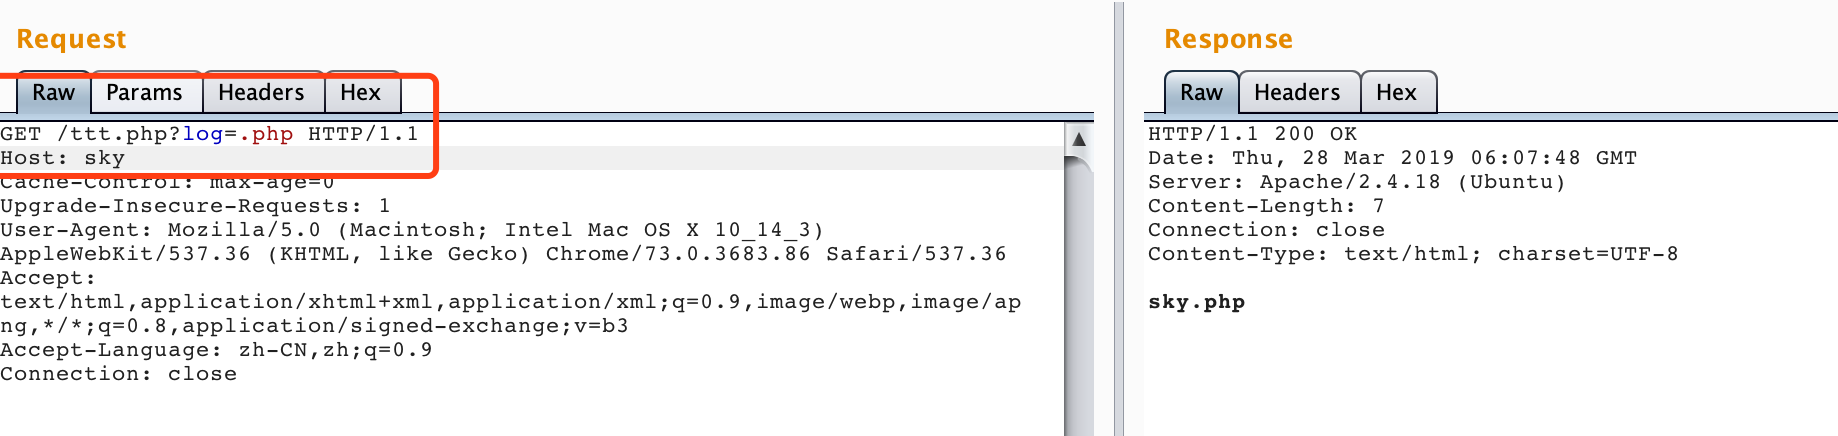 Request
Raw Params Headers Hex
GET /ttt.php?log=.php HTTP/1.1
Host: sky
Cache-Control: max-age=0
Upgrade-Insecure-Requests: 1
User-Agent: Mozilla/5.0 (Macintosh; Intel Mac OS X 10_14_3)
AppleWebKit/537.36 (KHTML, like Gecko) Chrome/73.0.3683.86 Safari/537.36
Accept:
text/html,application/xhtml+xml,application/xml;q=0.9,image/webp,image/ap
ng,*/*;q=0.8,application/signed-exchange;v=b3
Accept-Language: zh-CN,zh;q=0.9
Connection: close
Response
Raw Headers Hex
HTTP/1.1 200 OK
Date: Thu, 28 Mar 2019 06:07:48 GMT
Server: Apache/2.4.18 (Ubuntu)
Content-Length: 7
Connection: close
Content-Type: text/html; charset=UTF-8
sky.php